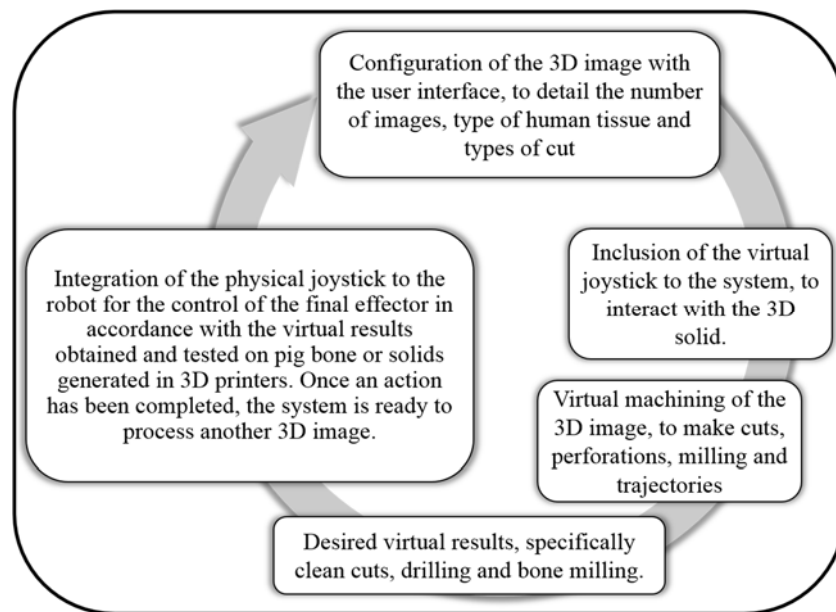 Configuration of the 3D image with
the user interface, to detail the number
of images, type of human tissue and
types of cut
Inclusion of the virtual
joystick to the system, to
interact with the 3D
solid.
Virtual machining of the
3D image, to make cuts,
perforations, milling and
trajectories
Desired virtual results, specifically
clean cuts, drilling and bone milling.
Integration of the physical joystick to the
robot for the control of the final effector in
accordance with the virtual results
obtained and tested on pig bone or solids
generated in 3D printers. Once an action
has been completed, the system is ready to
process another 3D image.